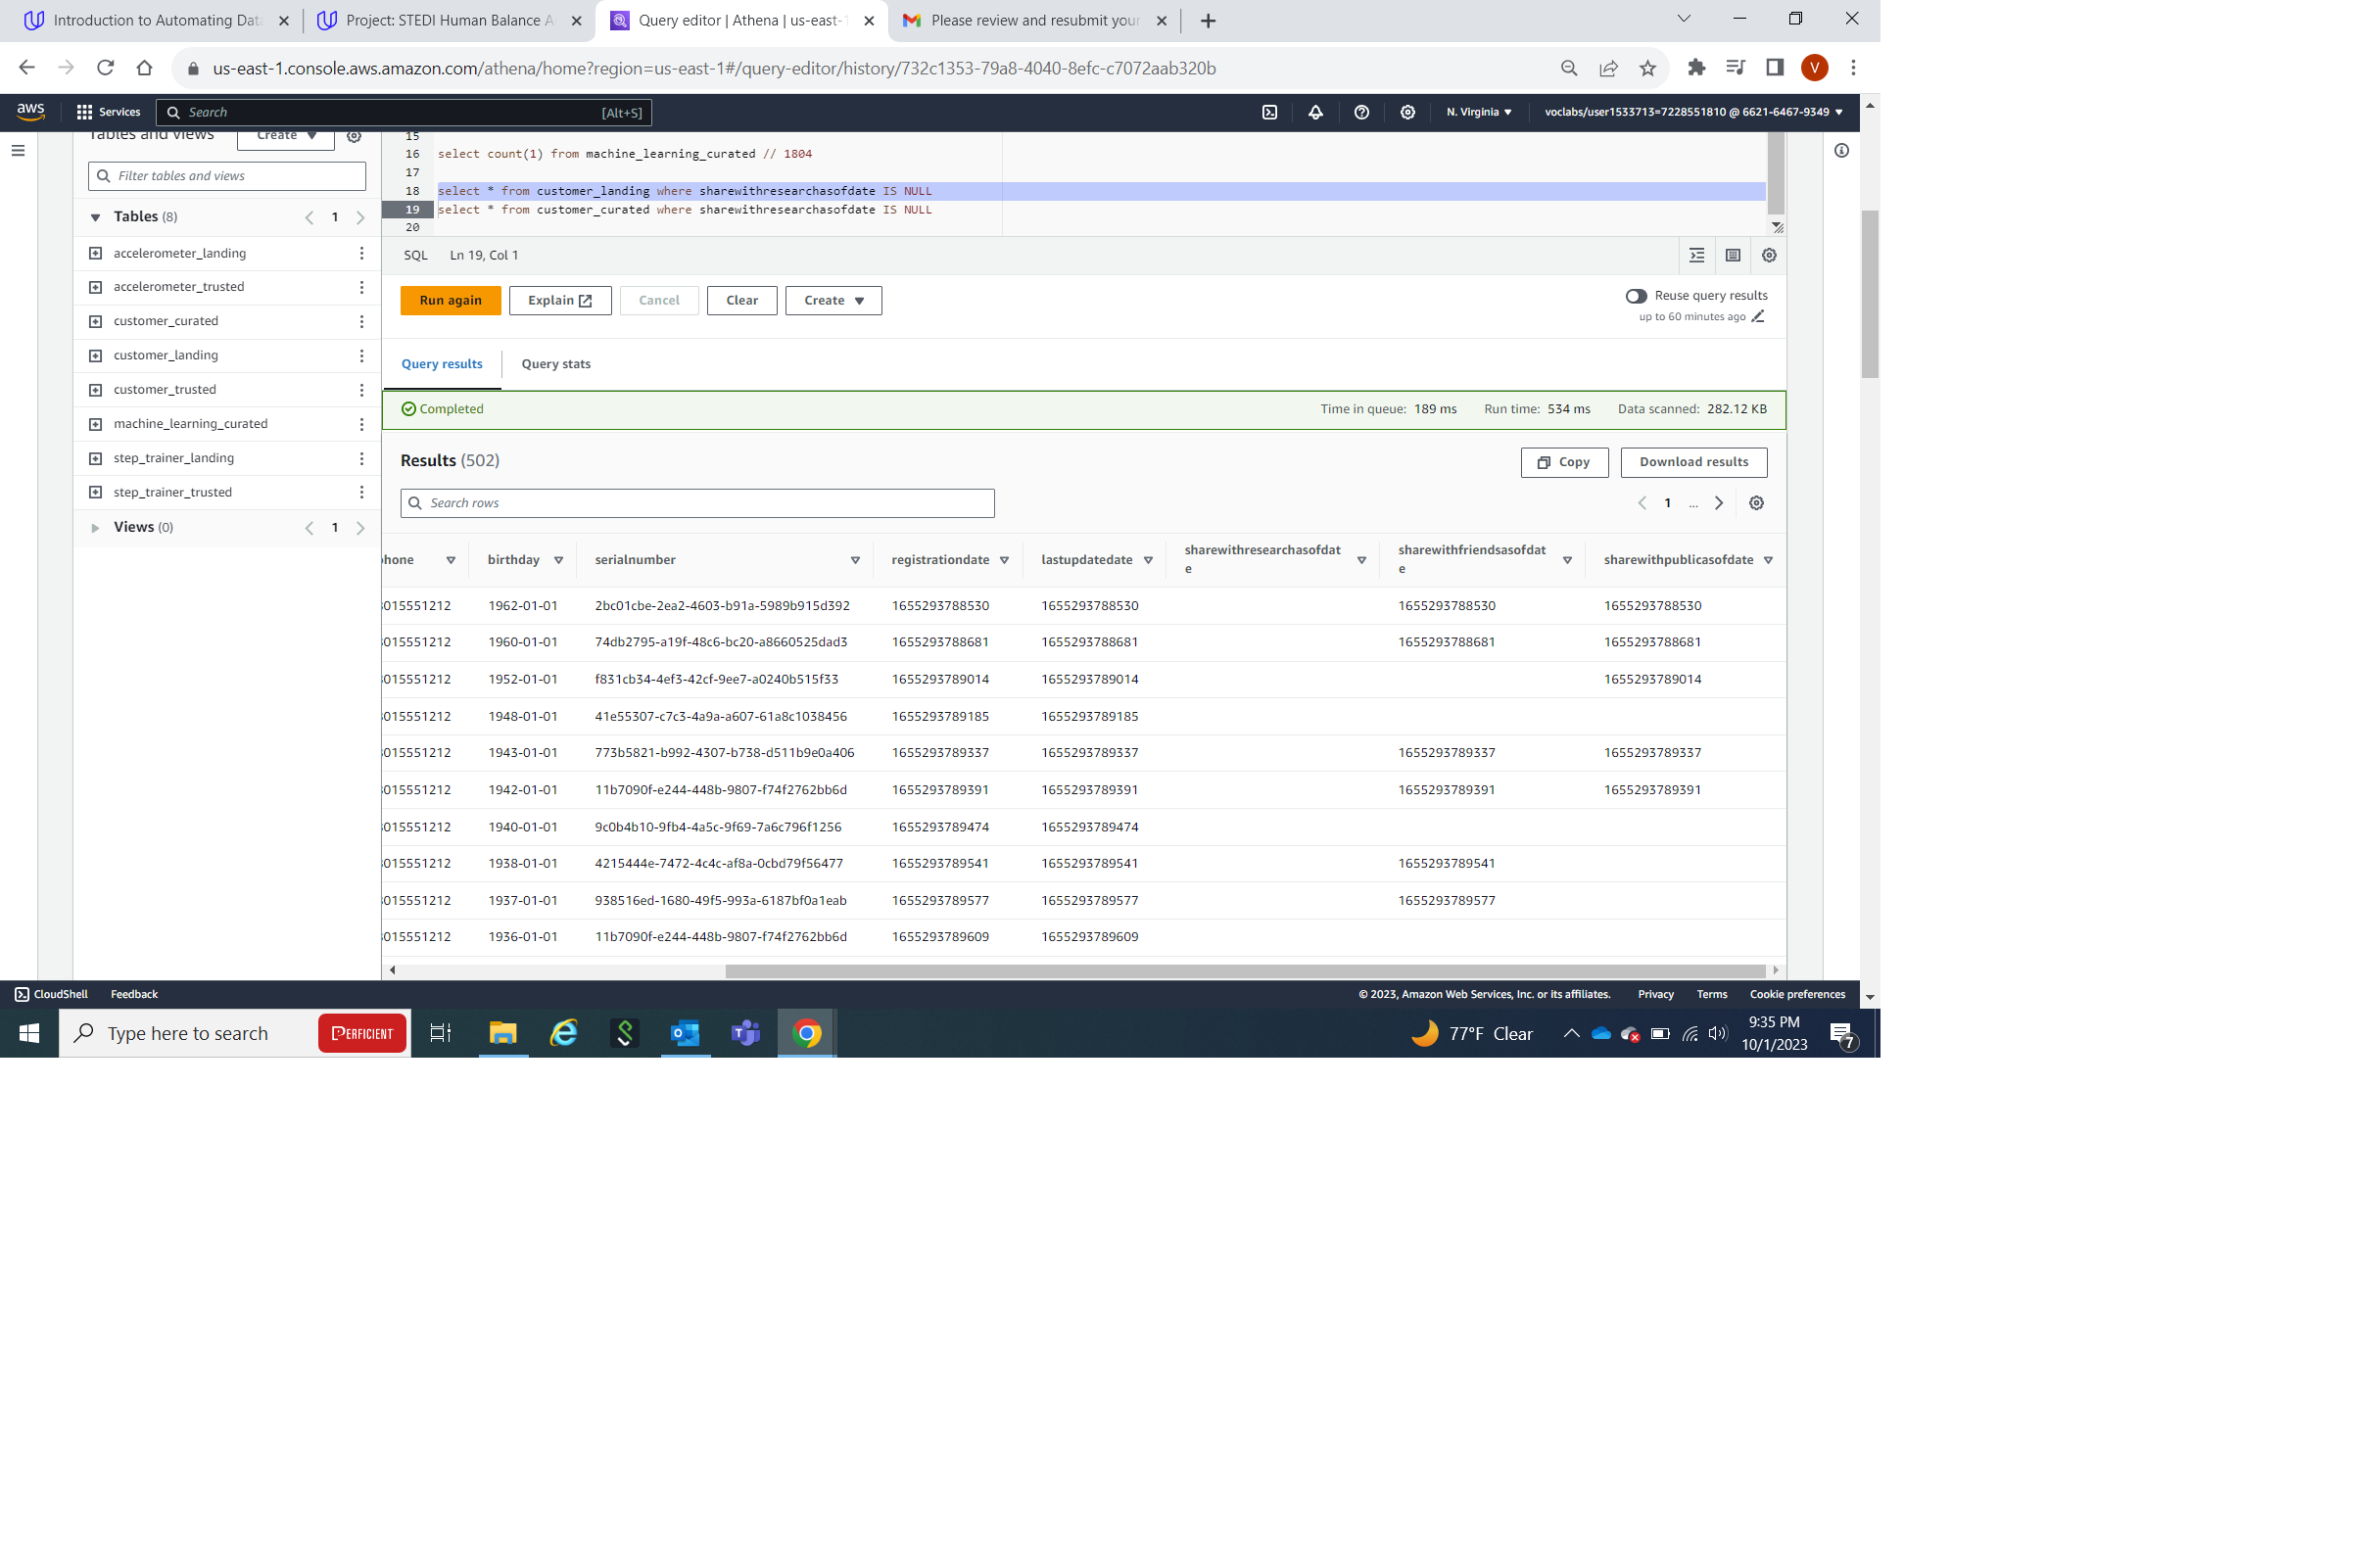 Introduction to Automating Dat
Project: STEDI Human Balance A
Query editor | Athena | us-east-1
Please review and resubmit your
us-east-1.console.aws.amazon.com/athena/home?region=us-east-1#/query-editor/history/732c1353-79a8-4040-8efc-c7072aab320b
V
aws
Services
Search
[Alt+S]
N. Virginia
voclabs/user1533713=7228551810 @ 6621-6467-9349
Tables and views
Create
Filter tables and views
Tables (8)
1
accelerometer_landing
accelerometer_trusted
customer_curated
customer_landing
customer_trusted
machine_learning_curated
step_trainer_landing
step_trainer_trusted
Views (0)
1
15
16 select count(1) from machine_learning_curated // 1804
17
18 select * from customer_landing where sharewithresearchasofdate IS NULL
19 select * from customer_curated where sharewithresearchasofdate IS NULL
20
SQL Ln 19, Col 1
Run again
Explain
Cancel
Clear
Create
Reuse query results
up to 60 minutes ago
Query results
Query stats
Completed
Time in queue: 189 ms Run time: 534 ms Data scanned: 282.12 KB
Results (502)
Copy
Download results
Search rows
1 ...
hone birthday serialnumber registrationdate lastupdatedate sharewithresearchasofdat
e sharewithfriendsasofdat
e sharewithpublicasofdate
015551212 1962-01-01 2bc01cbe-2ea2-4603-b91a-5989b915d392 1655293788530 1655293788530 1655293788530 1655293788530
015551212 1960-01-01 74db2795-a19f-48c6-bc20-a8660525dad3 1655293788681 1655293788681 1655293788681 1655293788681
015551212 1952-01-01 f831cb34-4ef3-42cf-9ee7-a0240b515f33 1655293789014 1655293789014 1655293789014
015551212 1948-01-01 41e55307-c7c3-4a9a-a607-61a8c1038456 1655293789185 1655293789185
015551212 1943-01-01 773b5821-b992-4307-b738-d511b9e0a406 1655293789337 1655293789337 1655293789337 1655293789337
015551212 1942-01-01 11b7090f-e244-448b-9807-f74f2762bb6d 1655293789391 1655293789391 1655293789391 1655293789391
015551212 1940-01-01 9c0b4b10-9fb4-4a5c-9f69-7a6c796f1256 1655293789474 1655293789474
015551212 1938-01-01 4215444e-7472-4c4c-af8a-0cbd79f56477 1655293789541 1655293789541 1655293789541
015551212 1937-01-01 938516ed-1680-49f5-993a-6187bf0a1eab 1655293789577 1655293789577 1655293789577
015551212 1936-01-01 11b7090f-e244-448b-9807-f74f2762bb6d 1655293789609 1655293789609
CloudShell Feedback
© 2023, Amazon Web Services, Inc. or its affiliates. Privacy Terms Cookie preferences
Type here to search
PERFICIENT
77°F Clear
9:35 PM
10/1/2023
7